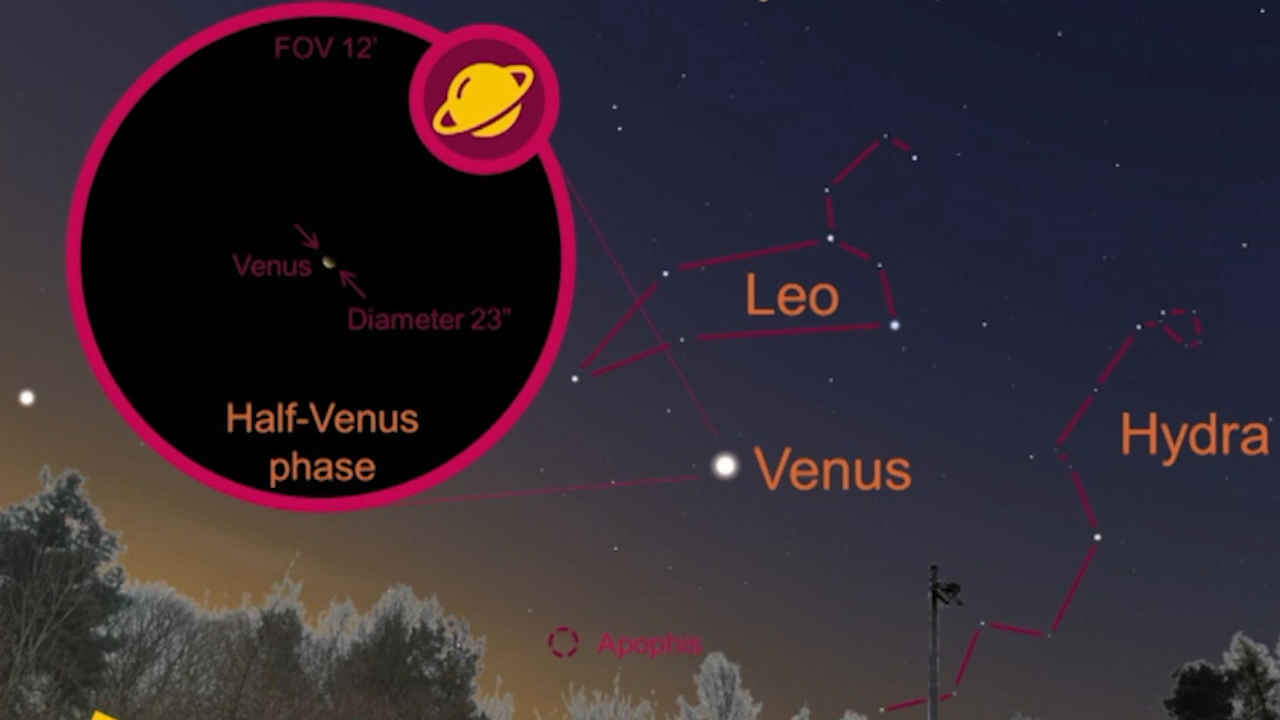 FOV 12'
Venus
Diameter 23"
Half-Venus
phase
Leo
Hydra
Venus
Apophis